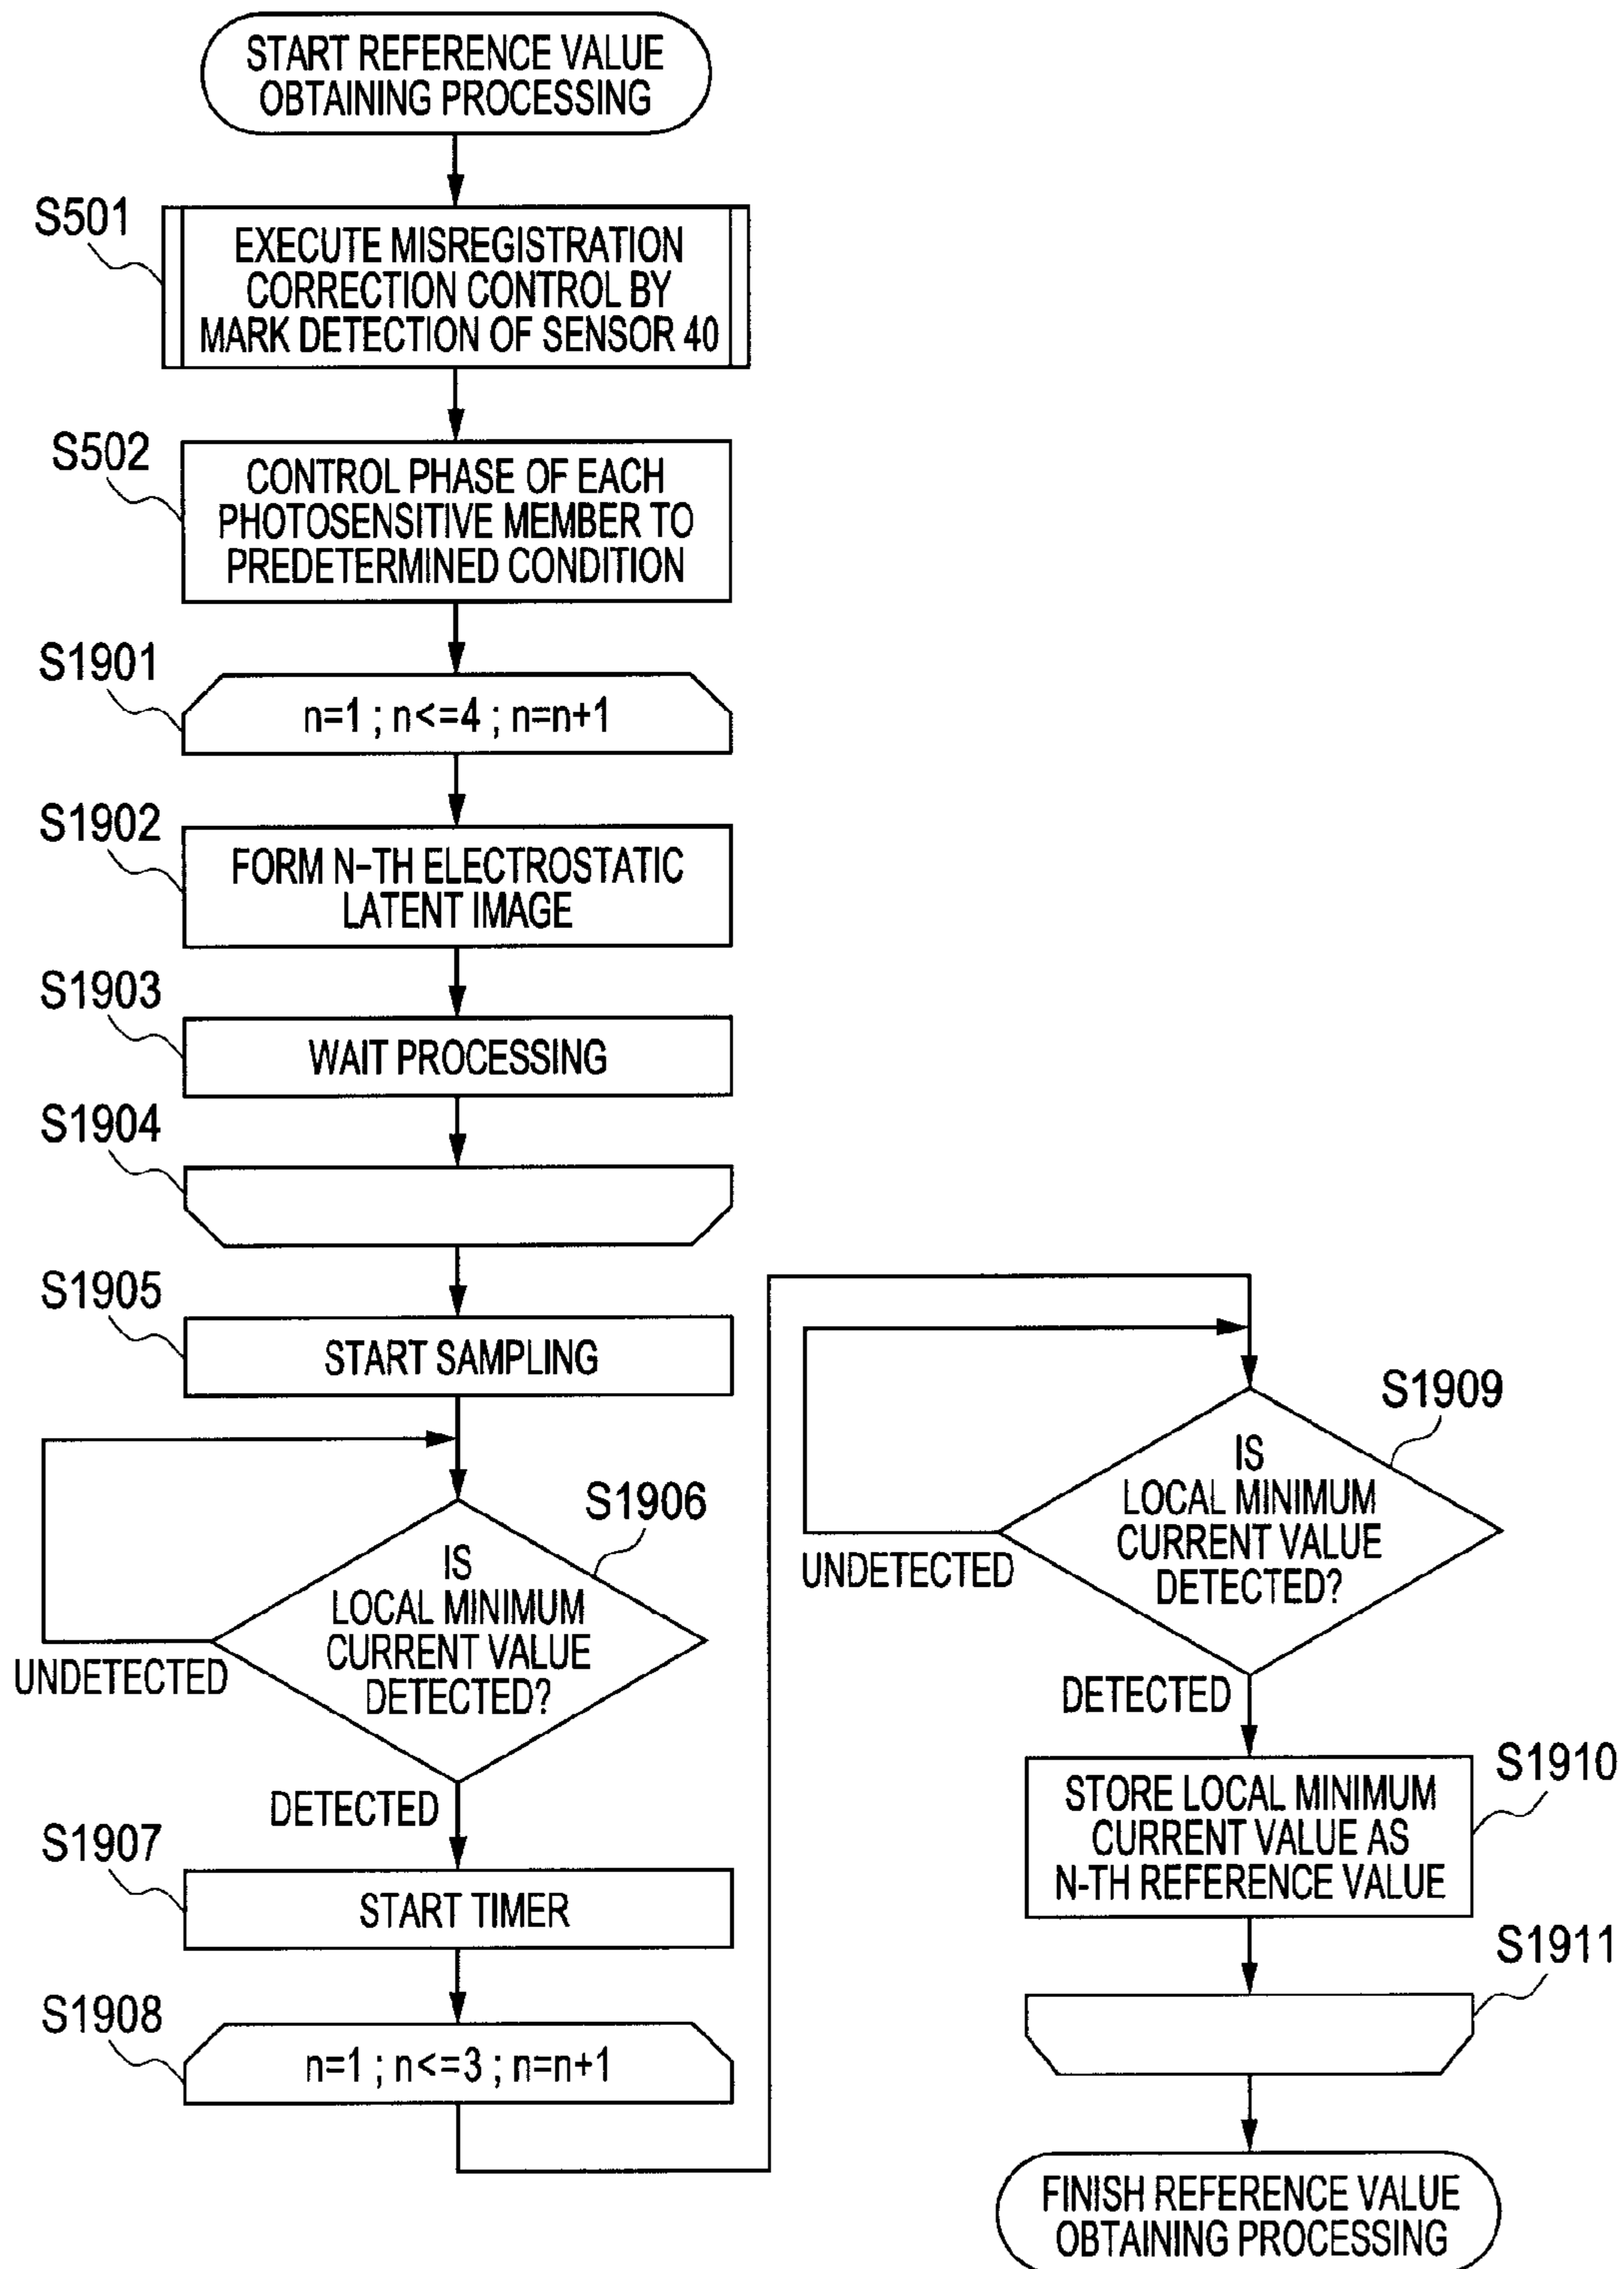 START REFERENCE VALUE
OBTAINING PROCESSING
S501
EXECUTE MISREGISTRATION
CORRECTION CONTROL BY
MARK DETECTION OF SENSOR 40
S502
CONTROL PHASE OF EACH
PHOTOSENSITIVE MEMBER TO
PREDETERMINED CONDITION
S1901
n=1 ; n<=4 ; n=n+1
S1902
FORM N-TH ELECTROSTATIC
LATENT IMAGE
S1903
WAIT PROCESSING
S1904
S1905
START SAMPLING
S1906
IS
LOCAL MINIMUM
CURRENT VALUE
DETECTED?
UNDETECTED
DETECTED
S1907
START TIMER
S1908
n=1 ; n<=3 ; n=n+1
S1909
IS
LOCAL MINIMUM
CURRENT VALUE
DETECTED?
UNDETECTED
DETECTED
S1910
STORE LOCAL MINIMUM
CURRENT VALUE AS
N-TH REFERENCE VALUE
S1911
FINISH REFERENCE VALUE
OBTAINING PROCESSING